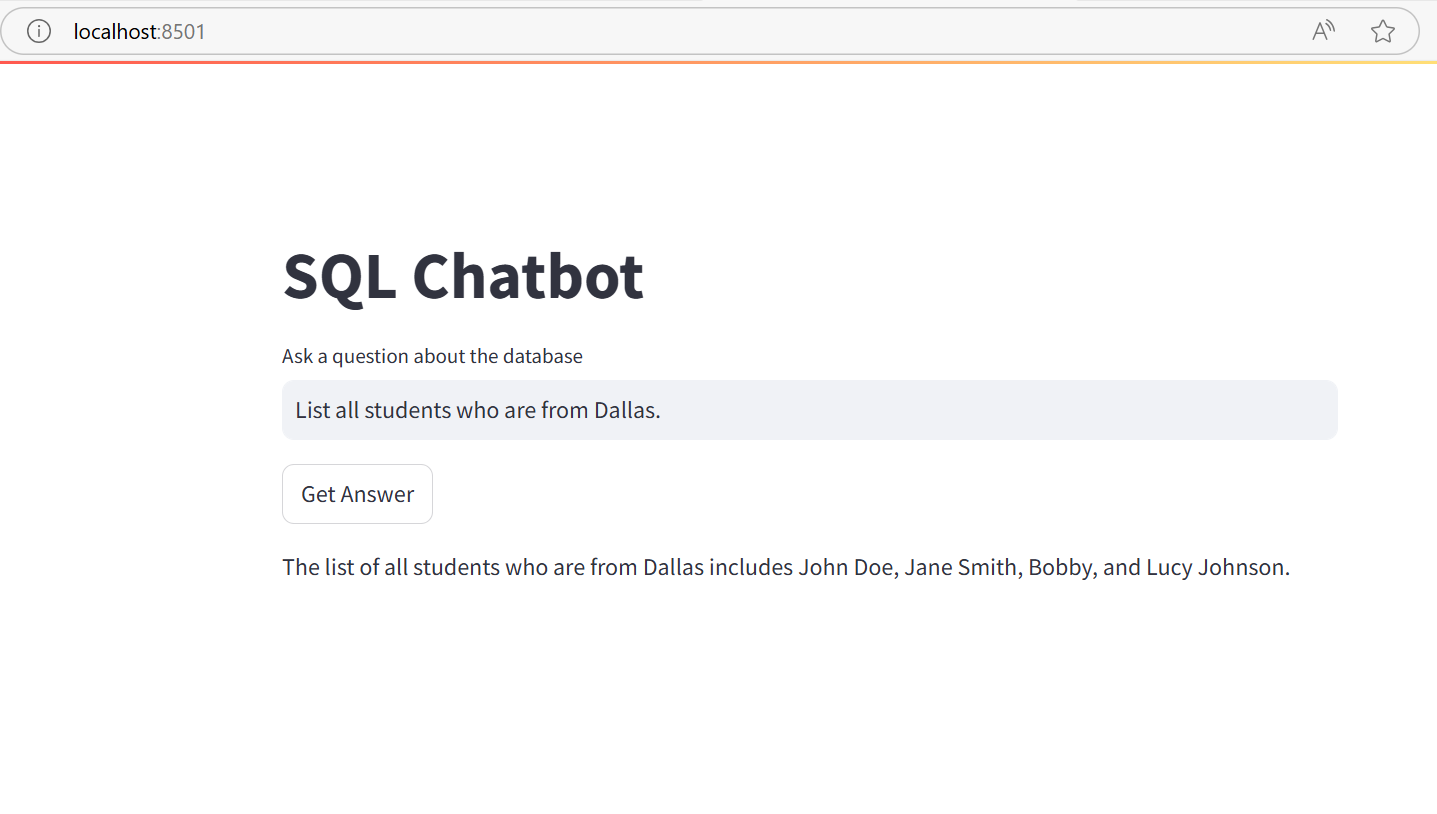 localhost:8501
SQL Chatbot
Ask a question about the database
List all students who are from Dallas.
Get Answer
The list of all students who are from Dallas includes John Doe, Jane Smith, Bobby, and Lucy Johnson.